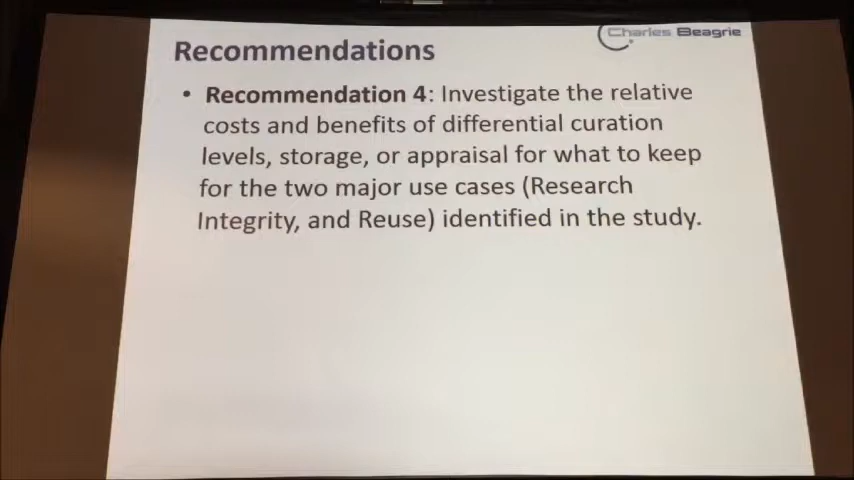 Charles Beagrie
Recommendations
• Recommendation 4: Investigate the relative
costs and benefits of differential curation
levels, storage, or appraisal for what to keep
for the two major use cases (Research
Integrity, and Reuse) identified in the study.